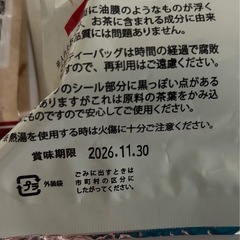 に油膜のようなものが浮く
、お茶に含まれる成分に由来
品質には問題ありません。
ティーバッグは時間の経過で腐敗
ますので、再利用はご遠慮ください。
のシール部分に黒っぽい点がある
これは原料の茶葉をかみ込
たものですので安心してご使用ください。
熱湯を使用する時は火傷に十分ご注意ください。
賞味期限 2026.11.30
プラ 外装袋
ごみに出すときは
市町村の区分に
したがってください。